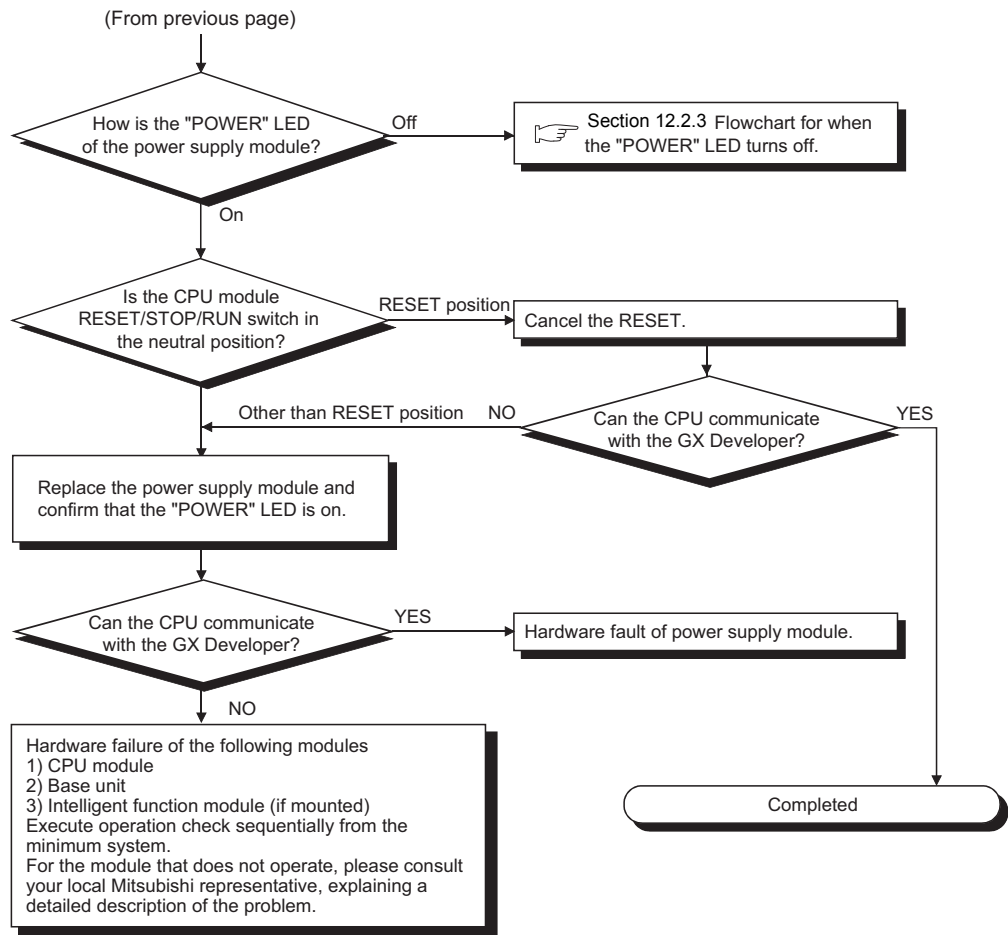 (From previous page)
How is the "POWER" LED
of the power supply module?
Off
Section 12.2.3 Flowchart for when
the "POWER" LED turns off.
On
Is the CPU module
RESET/STOP/RUN switch in
the neutral position?
RESET position
Cancel the RESET.
Other than RESET position
NO
Can the CPU communicate
with the GX Developer?
YES
Replace the power supply module and
confirm that the "POWER" LED is on.
Can the CPU communicate
with the GX Developer?
YES
Hardware fault of power supply module.
NO
Hardware failure of the following modules
1) CPU module
2) Base unit
3) Intelligent function module (if mounted)
Execute operation check sequentially from the
minimum system.
For the module that does not operate, please consult
your local Mitsubishi representative, explaining a
detailed description of the problem.
Completed